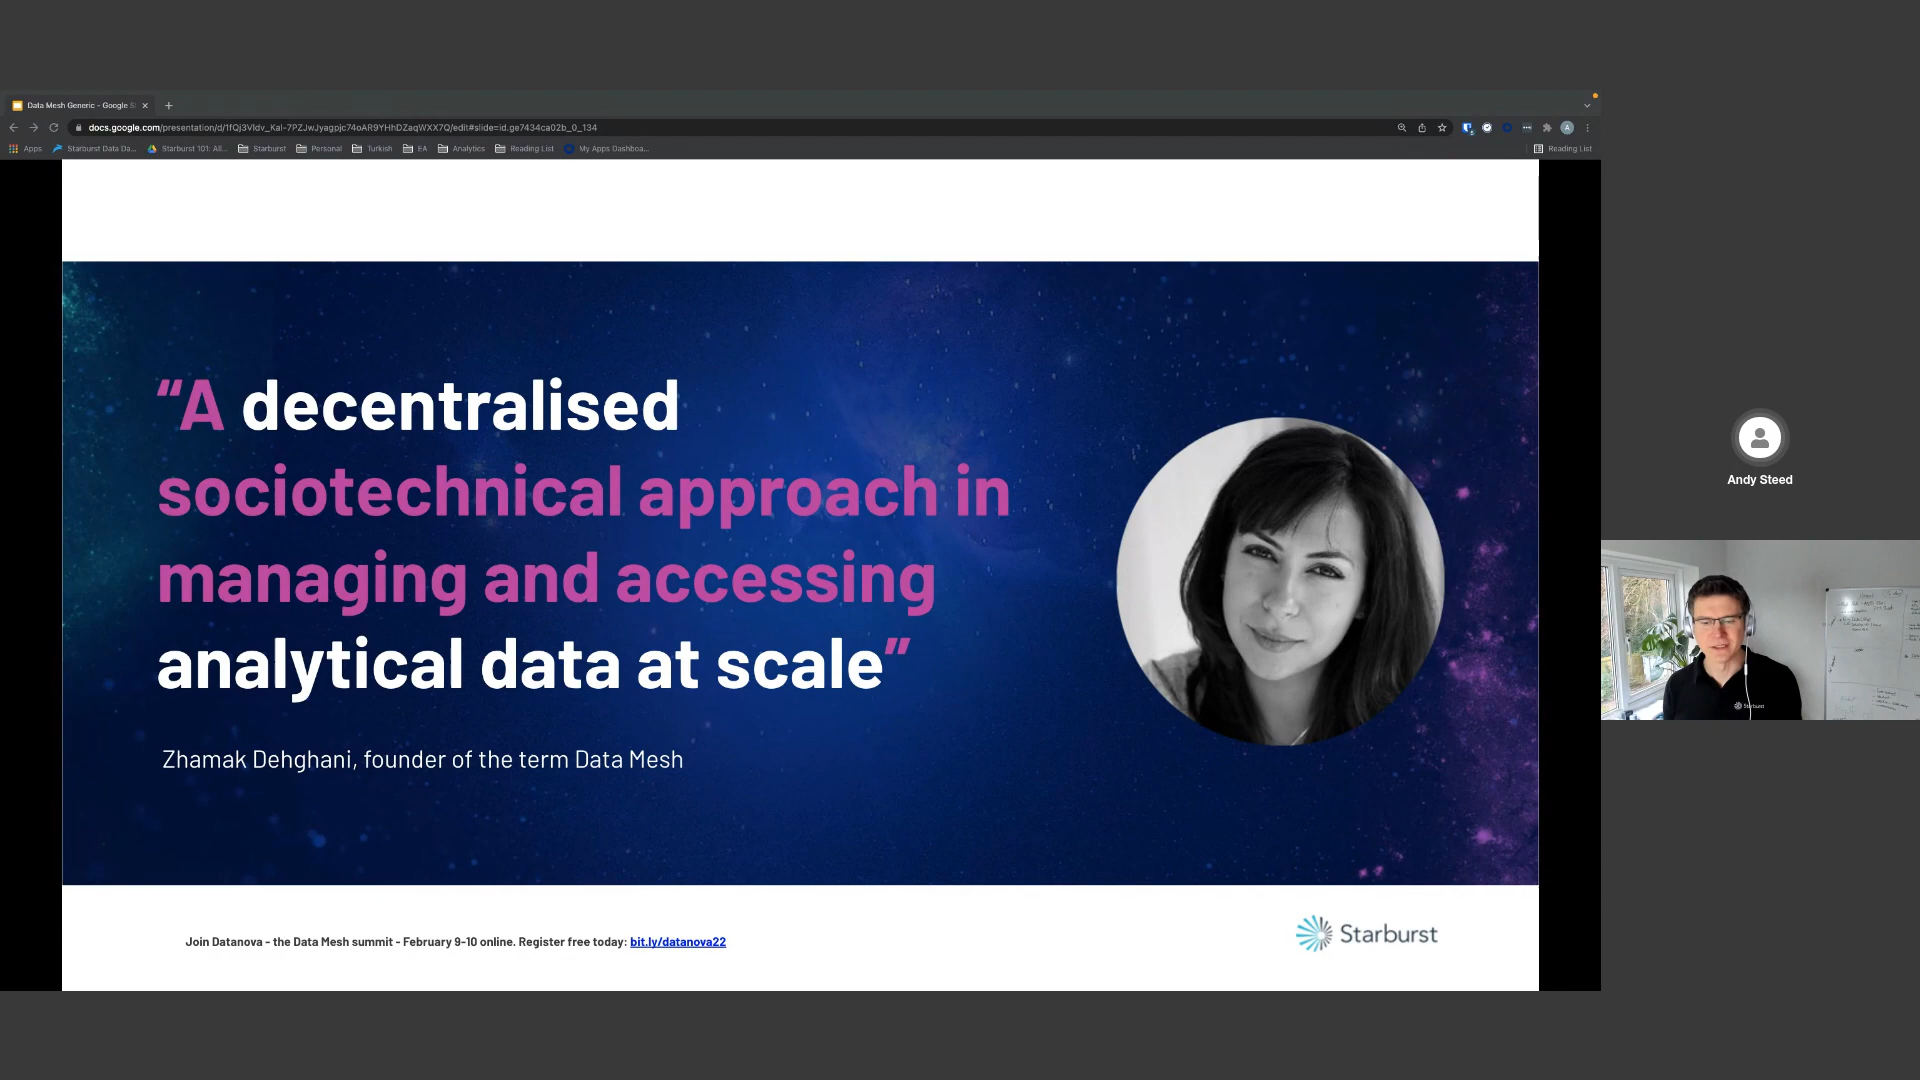 Data Mesh Generic - Google S
docs.google.com/presentation/d/1fQj3Vldv_Kal-7PZJwJyagpjc74oAR9YHhDZaqWXX7Q/edit#slide=id.ge7434ca02b_0_134
Apps
Starburst Data Da...
Starburst 101: All...
Starburst
Personal
Turkish
EA
Analytics
Reading List
My Apps Dashboa...
Reading List
“A decentralised
sociotechnical approach in
managing and accessing
analytical data at scale”
Zhamak Dehghani, founder of the term Data Mesh
Join Datanova - the Data Mesh summit - February 9-10 online. Register free today: bit.ly/datanova22
Starburst
Andy Steed
Starburst